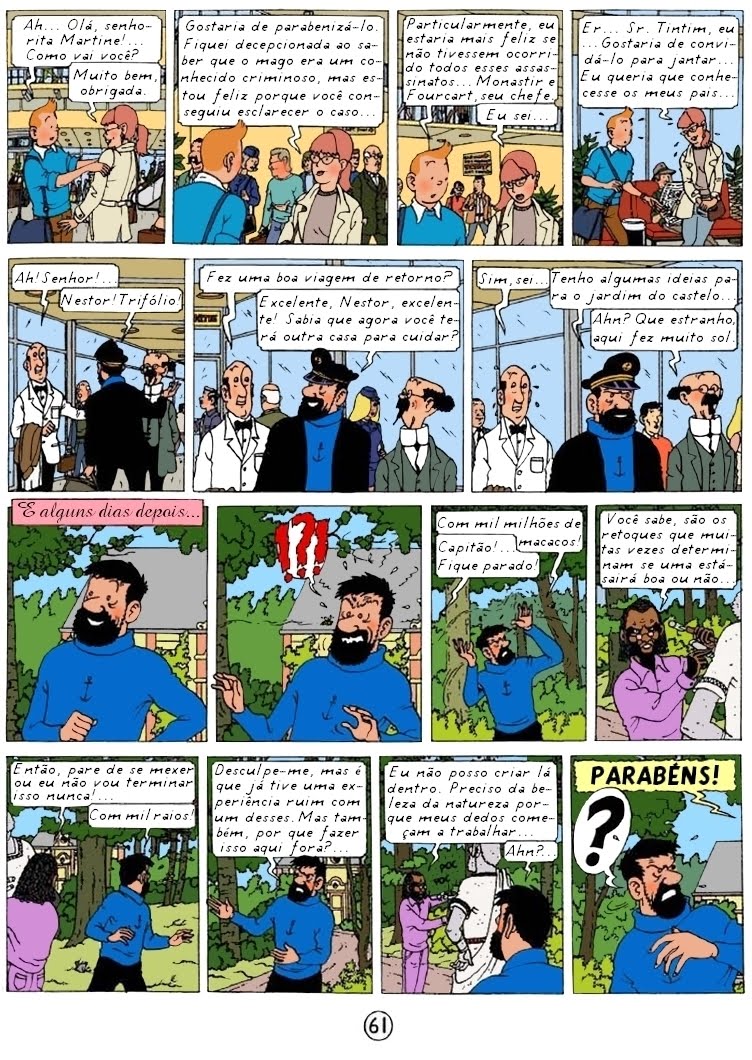 Ah... Olá, senho-
rita Martine!...
Como vai você?
Muito bem,
obrigada.
Gostaria de parabenizá-lo.
Fiquei decepcionada ao sa-
ber que o mago era um co-
nhecido criminoso, mas es-
tou feliz porque você con-
seguiu esclarecer o caso...
Particularmente, eu
estaria mais feliz se
não tivessem ocorri-
do todos esses assas-
sinatos... Monastir e
Fourcart, seu chefe.
Eu sei...
Er... Sr. Tintim, eu
... Gostaria de convi-
dá-lo para jantar...
Eu queria que conhe-
cesse os meus pais...
Ah! Senhor!...
Nestor! Trifólio!
Fez uma boa viagem de retorno?
Excelente, Nestor, excelen-
te! Sabia que agora você te-
rá outra casa para cuidar?
Sim, sei...
Tenho algumas ideias pa-
ra o jardim do castelo...
Ahn? Que estranho,
aqui fez muito sol.
E alguns dias depois...
?!?
Com mil milhões de
macacos!
Capitão!...
Fique parado!
Você sabe, são os
retoques que mui-
tas vezes determi-
nam se uma está-
sairá boa ou não...
Então, pare de se mexer
ou eu não vou terminar
isso nunca!...
Com mil raios!
Desculpe-me, mas é
que já tive uma ex-
periência ruim com
um desses. Mas tam-
bém, por que fazer
isso aqui fora?...
Eu não posso criar lá
dentro. Preciso da be-
leza da natureza por-
que meus dedos come-
çam a trabalhar...
Ahn?...
PARABÉNS!
?
61